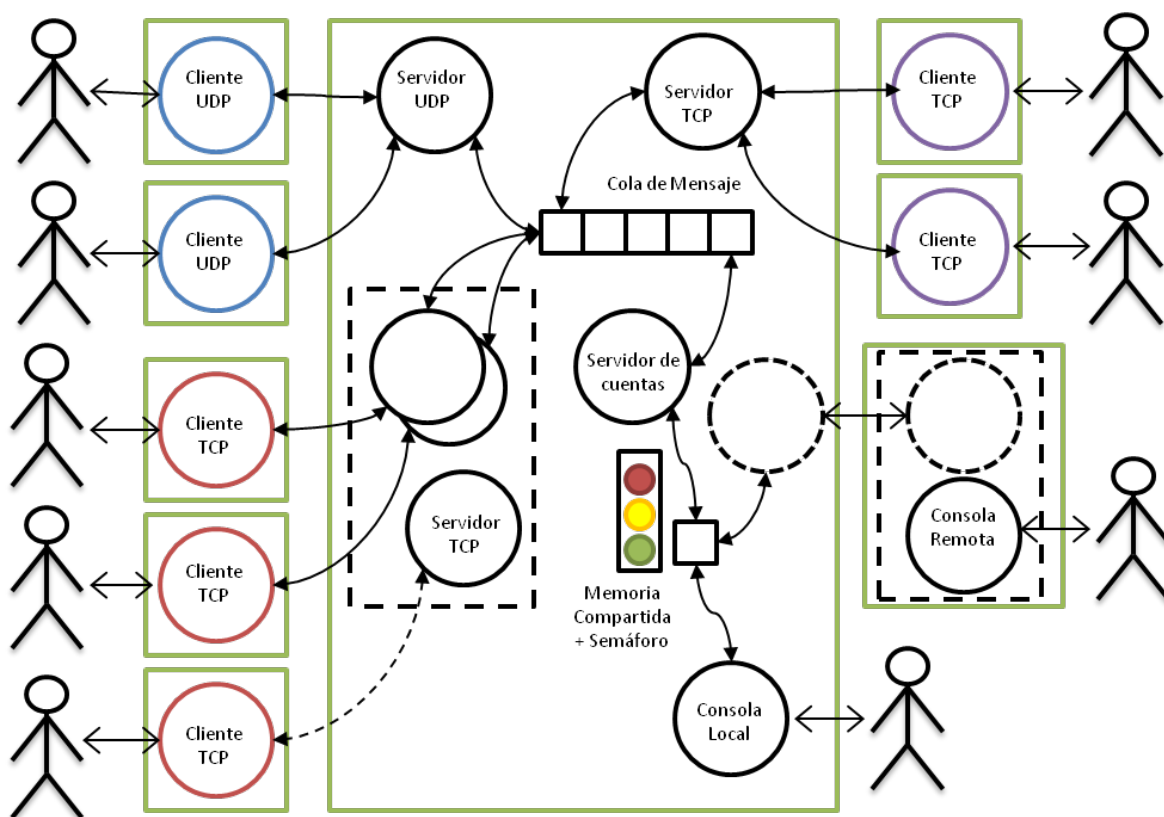 Cliente
UDP
Servidor
UDP
Servidor
TCP
Cliente
TCP
Cola de Mensaje
Cliente
UDP
Cliente
TCP
Servidor de
cuentas
Cliente
TCP
Servidor
TCP
Consola
Remota
Cliente
TCP
Memoria
Compartida
+ Semáforo
Cliente
TCP
Consola
Local